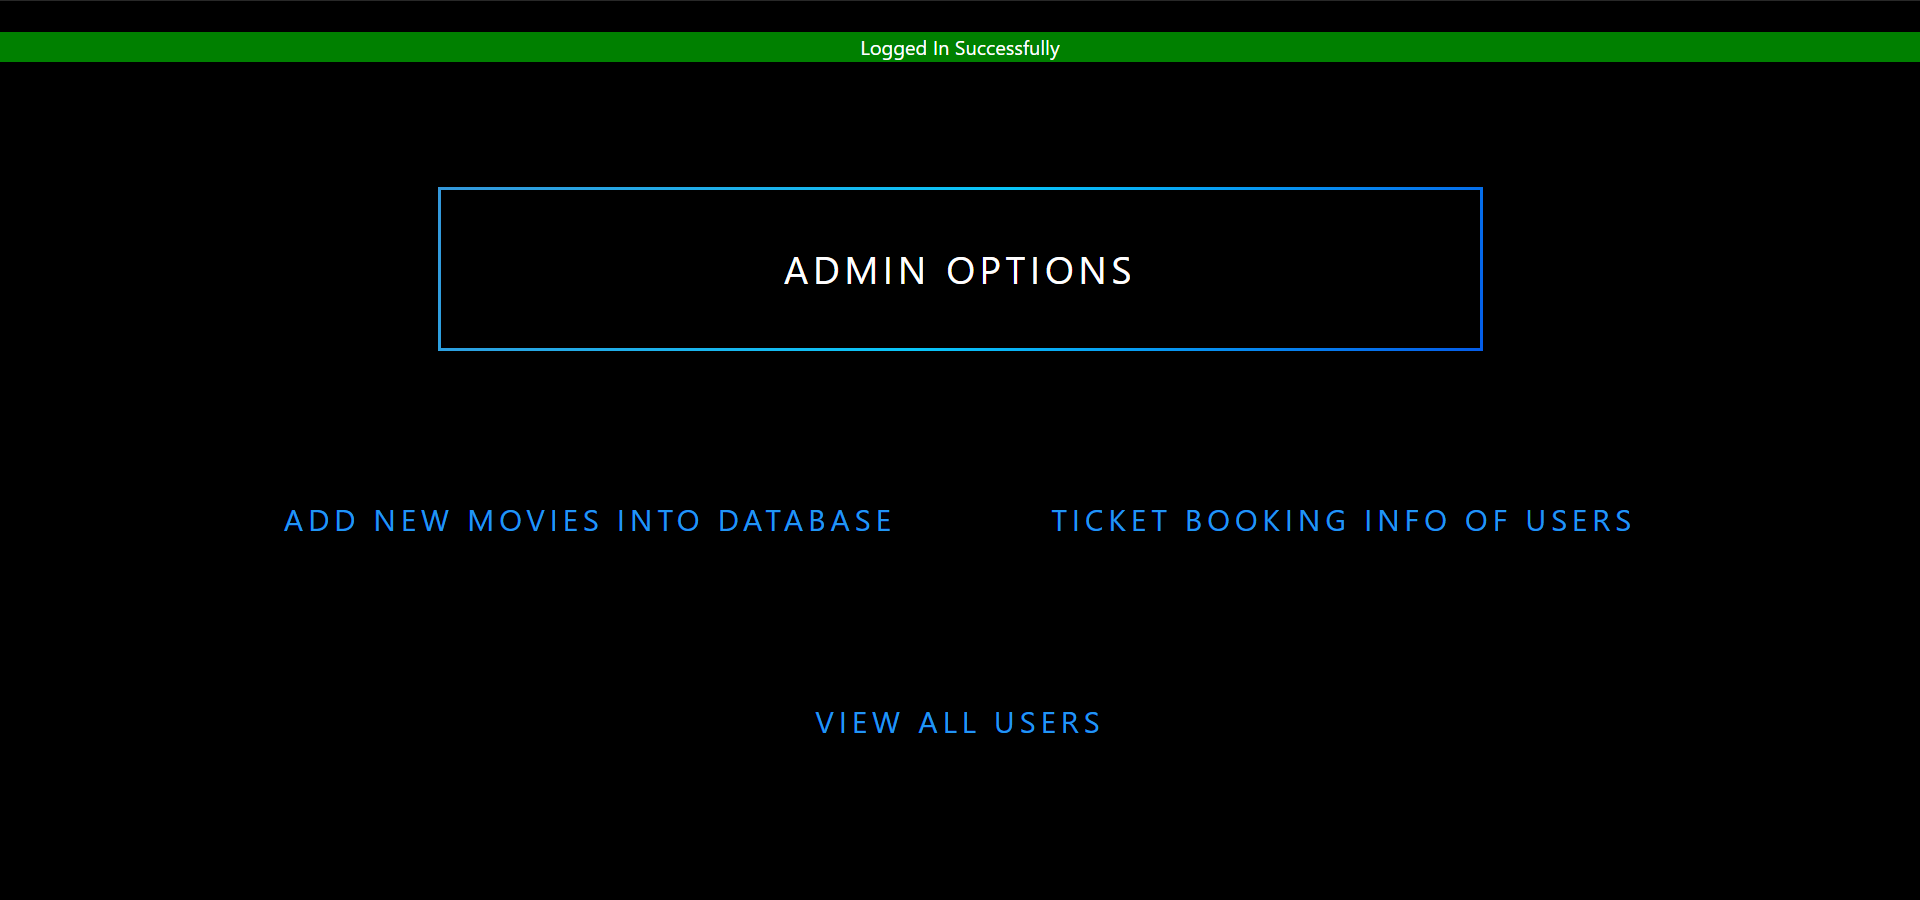 Logged In Successfully
ADMIN OPTIONS
ADD NEW MOVIES INTO DATABASE
TICKET BOOKING INFO OF USERS
VIEW ALL USERS